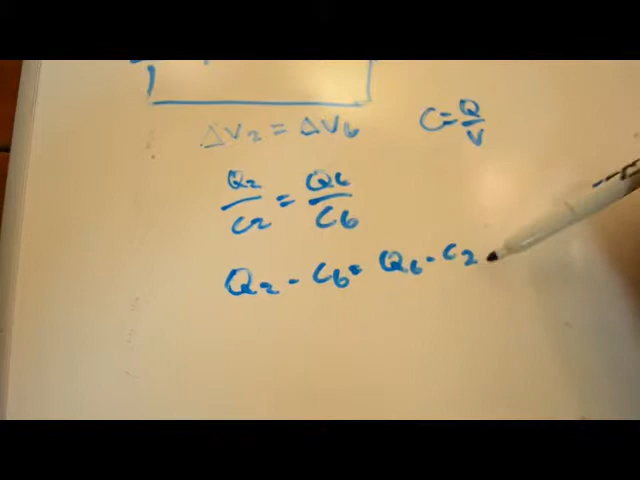 ΔV₂ = ΔV₆
C = Q/V
Q₂/C₂ = Q₆/C₆
Q₂ · C₆ = Q₆ · C₂